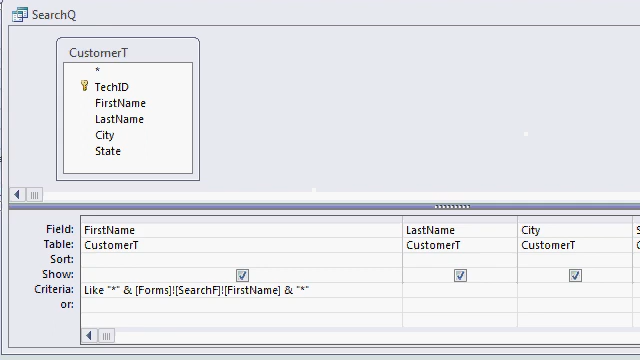 SearchQ
CustomerT
*
TechID
FirstName
LastName
City
State
Field: FirstName LastName City S
Table: CustomerT CustomerT CustomerT
Sort:
Show:
Criteria: Like "*" & [Forms]![SearchF]![FirstName] & "*"
or: